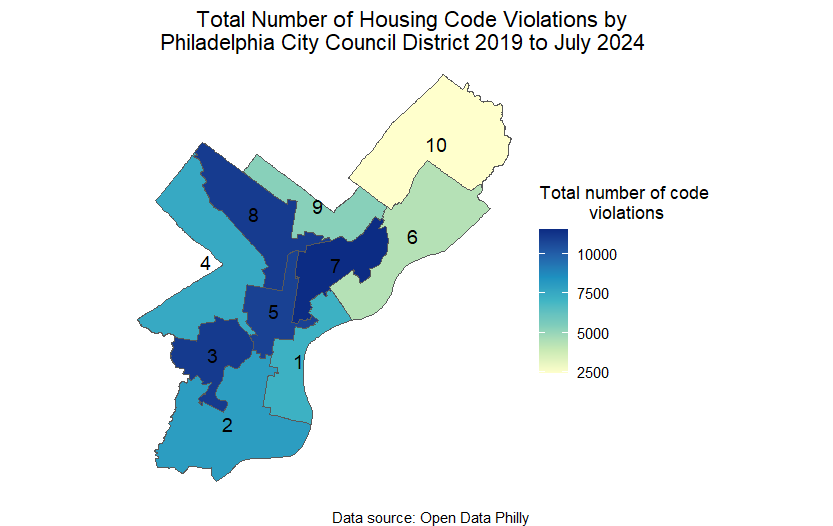 Total Number of Housing Code Violations by
Philadelphia City Council District 2019 to July 2024
10
8
9
6
4
7
5
3
1
2
Total number of code
violations
10000
7500
5000
2500
Data source: Open Data Philly